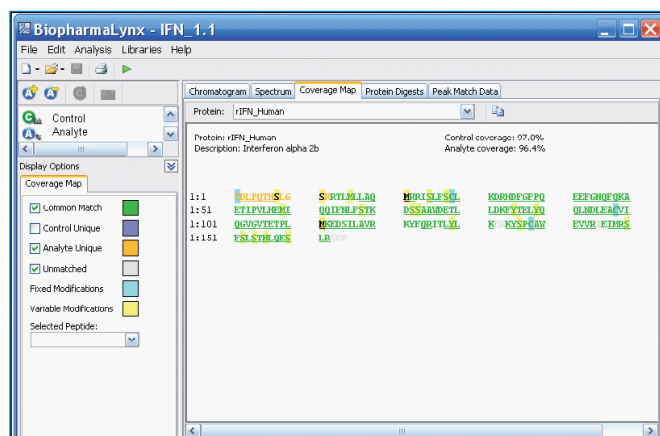 BiopharmaLynx - IFN_1.1
File Edit Analysis Libraries Help
Control
Analyte
Display Options
Coverage Map
Common Match
Control Unique
Analyte Unique
Unmatched
Fixed Modifications
Variable Modifications
Selected Peptide:
Chromatogram Spectrum Coverage Map Protein Digests Peak Match Data
Protein: rIFN_Human
Protein: rIFN_Human Control coverage: 97.0%
Description: Interferon alpha 2b Analyte coverage: 96.4%
1:1 CDLPQTHSLG SRRTLMLLAQ MRRISLFSCL KDRHDFGFPQ EEFGNQFQKA
1:51 ETIPVLHEMI QQIFNLFSTK DSSAAWDETL LDKFYTELYQ QLNDLEACVI
1:101 QGVGVTETPL MKEDSILAVR KYFQRITLYL KEKKYSPCAW EVVRAEIMRS
1:151 FSLSTNLQES LRSKE